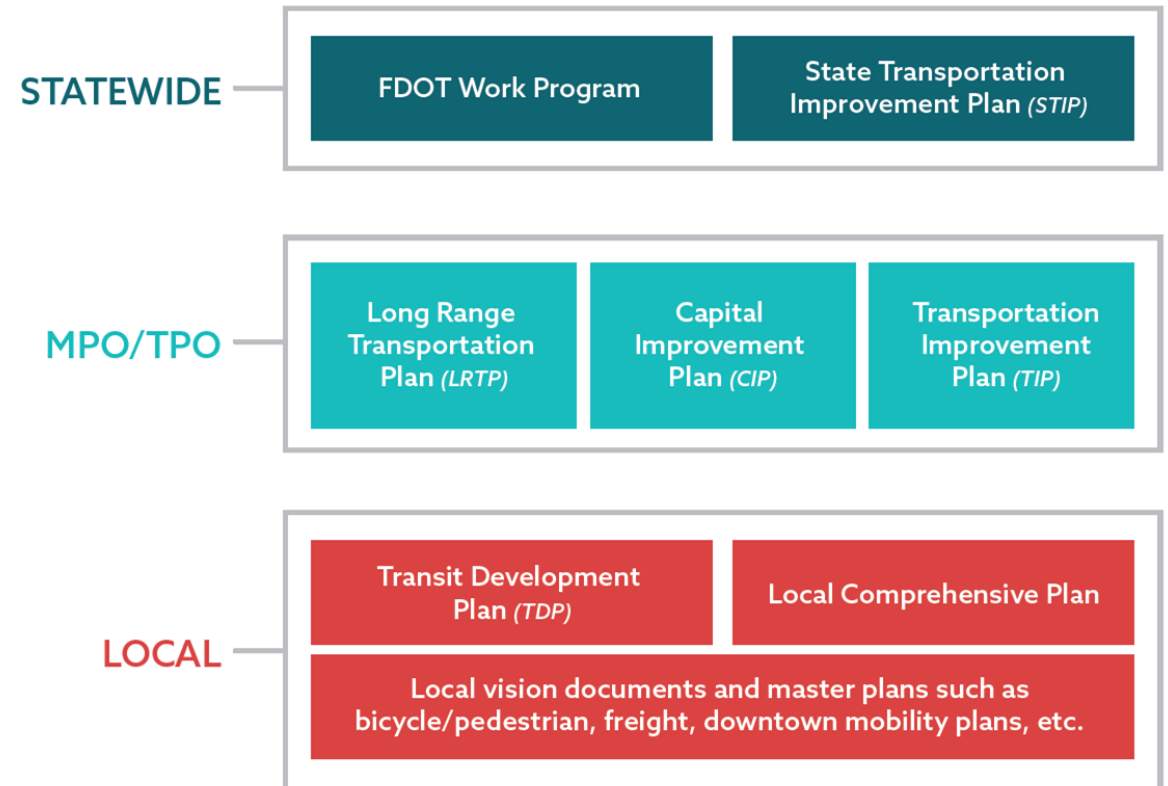 STATEWIDE
FDOT Work Program
State Transportation
Improvement Plan (STIP)
MPO/TPO
Long Range
Transportation
Plan (LRTP)
Capital
Improvement
Plan (CIP)
Transportation
Improvement
Plan (TIP)
LOCAL
Transit Development
Plan (TDP)
Local Comprehensive Plan
Local vision documents and master plans such as
bicycle/pedestrian, freight, downtown mobility plans, etc.